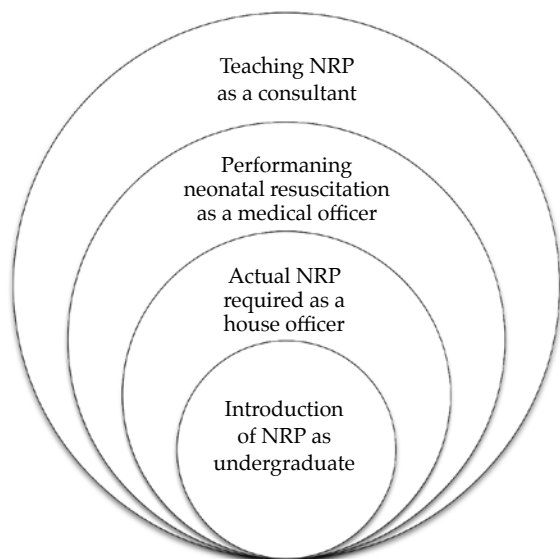 Teaching NRP
as a consultant
Performaning
neonatal resuscitation
as a medical officer
Actual NRP
required as a
house officer
Introduction
of NRP as
undergraduate